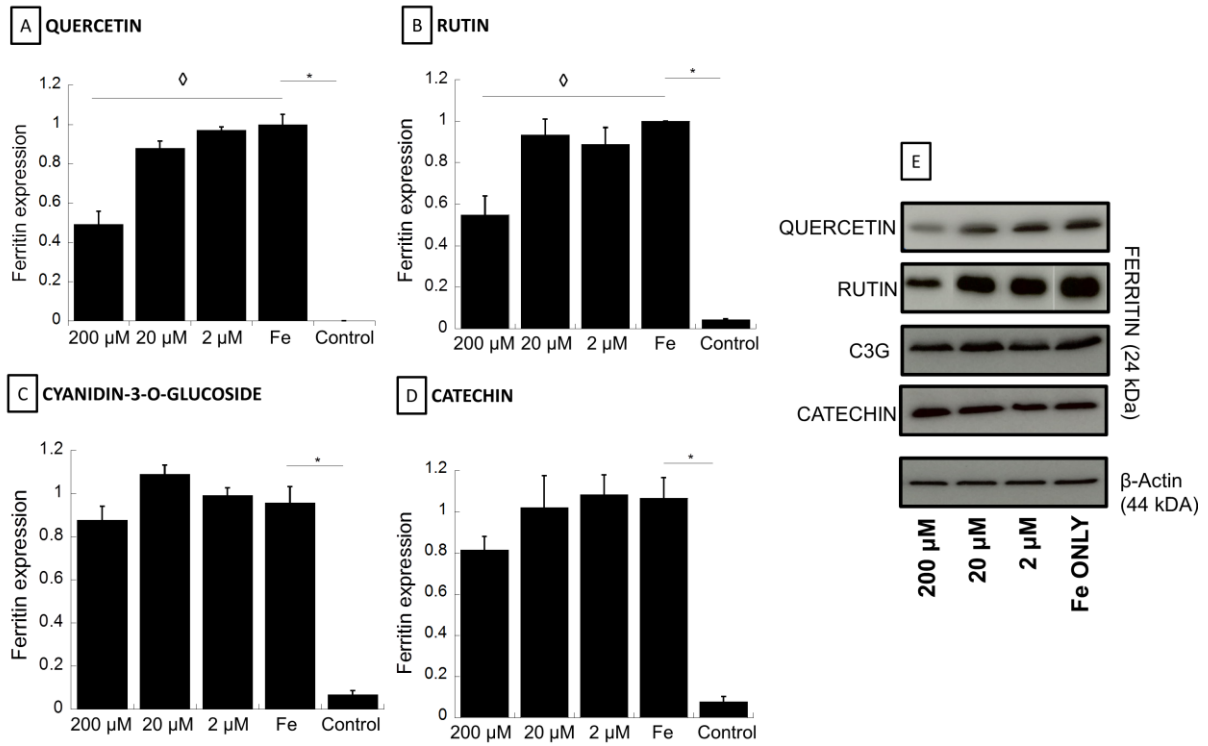 A QUERCETIN
◊
*
1.2
1
0.8
0.6
0.4
0.2
0
Ferritin expression
200 µM 20 µM 2 µM Fe Control
B RUTIN
◊
*
1.2
1
0.8
0.6
0.4
0.2
0
Ferritin expression
200 µM 20 µM 2 µM Fe Control
C CYANIDIN-3-O-GLUCOSIDE
*
1.2
1
0.8
0.6
0.4
0.2
0
Ferritin expression
200 µM 20 µM 2 µM Fe Control
D CATECHIN
*
1.2
1
0.8
0.6
0.4
0.2
0
Ferritin expression
200 µM 20 µM 2 µM Fe Control
E
QUERCETIN
RUTIN
C3G
CATECHIN
FERRITIN (24 kDa)
β-Actin
(44 kDA)
200 µM
20 µM
2 µM
Fe ONLY